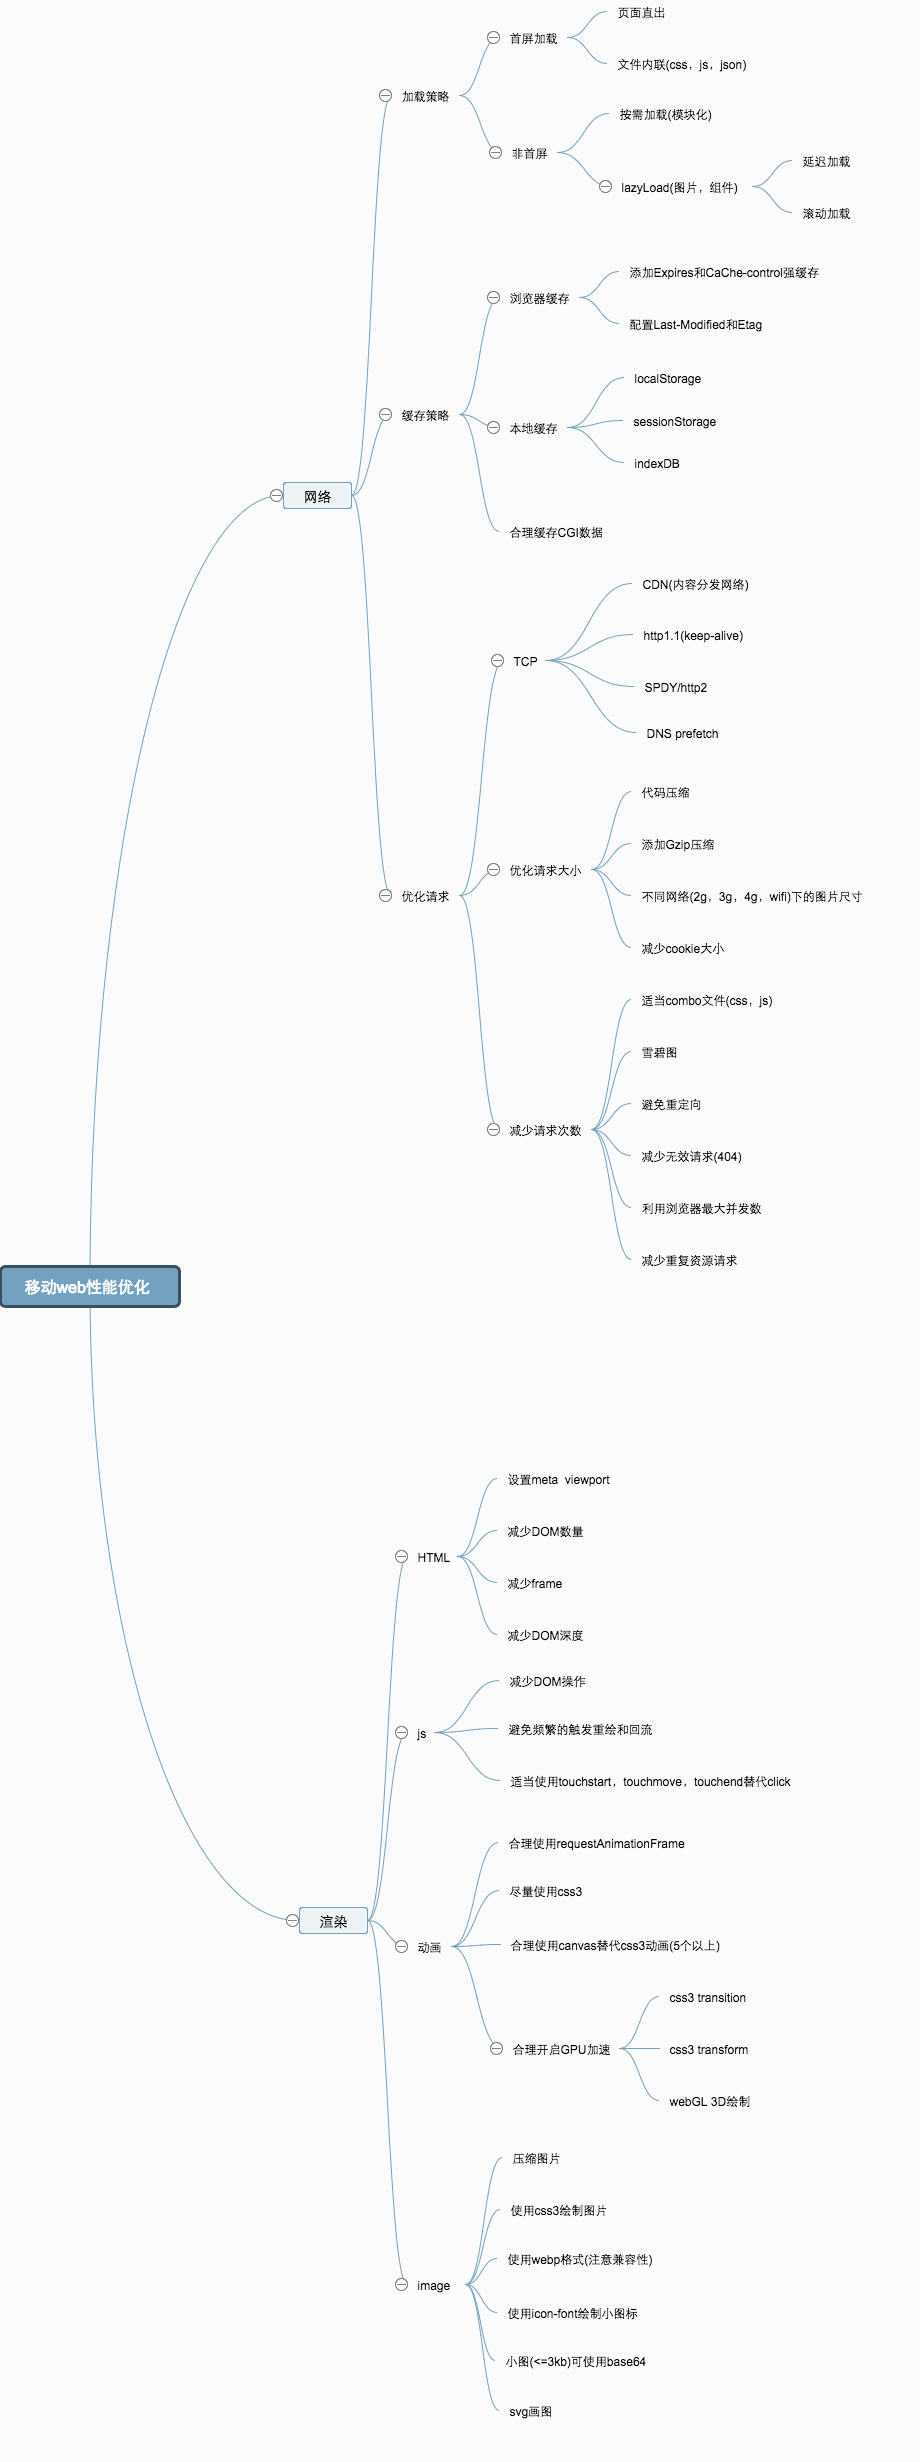 页面直出
首屏加载
文件内联(css，js，json)
加载策略
按需加载(模块化)
非首屏
延迟加载
lazyLoad(图片，组件)
滚动加载
添加Expires和CaChe-control强缓存
浏览器缓存
配置Last-Modified和Etag
localStorage
缓存策略
sessionStorage
本地缓存
indexDB
网络
合理缓存CGI数据
CDN(内容分发网络)
http1.1(keep-alive)
TCP
SPDY/http2
DNS prefetch
代码压缩
添加Gzip压缩
优化请求大小
优化请求
不同网络(2g，3g，4g，wifi)下的图片尺寸
减少cookie大小
适当combo文件(css，js)
雪碧图
避免重定向
减少请求次数
减少无效请求(404)
利用浏览器最大并发数
减少重复资源请求
移动web性能优化
设置meta  viewport
减少DOM数量
HTML
减少frame
减少DOM深度
减少DOM操作
js
避免频繁的触发重绘和回流
适当使用touchstart，touchmove，touchend替代click
合理使用requestAnimationFrame
尽量使用css3
渲染
动画
合理使用canvas替代css3动画(5个以上)
css3 transition
合理开启GPU加速
css3 transform
webGL 3D绘制
压缩图片
使用css3绘制图片
使用webp格式(注意兼容性)
image
使用icon-font绘制小图标
小图(<=3kb)可使用base64
svg画图